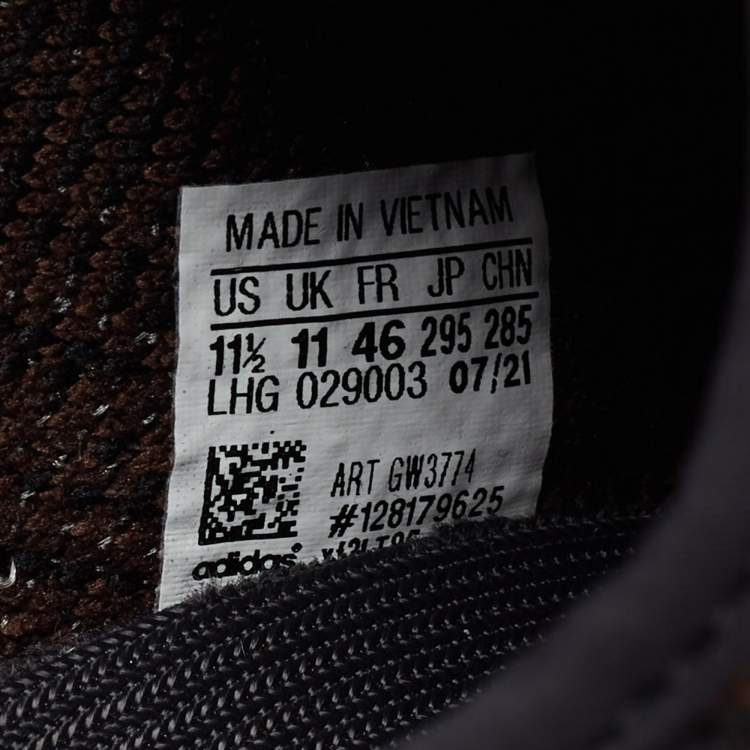 MADE IN VIETNAM
US UK FR JP CHN
11½ 11 46 295 285
LHG 029003 07/21
ART GW3774
#128179625
adidas®